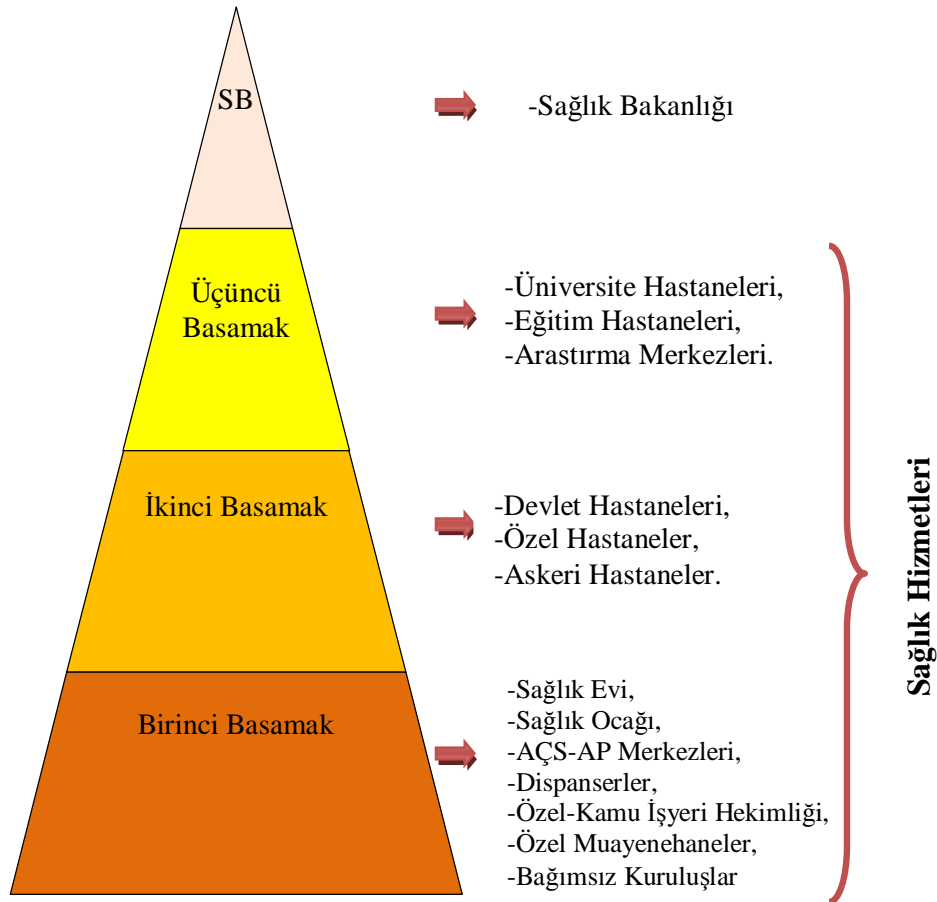 SB
-Sağlık Bakanlığı
Üçüncü
Basamak
-Üniversite Hastaneleri,
-Eğitim Hastaneleri,
-Arastırma Merkezleri.
İkinci Basamak
-Devlet Hastaneleri,
-Özel Hastaneler,
-Askeri Hastaneler.
Birinci Basamak
-Sağlık Evi,
-Sağlık Ocağı,
-AÇS-AP Merkezleri,
-Dispanserler,
-Özel-Kamu İşyeri Hekimliği,
-Özel Muayenehaneler,
-Bağımsız Kuruluşlar
Sağlık Hizmetleri